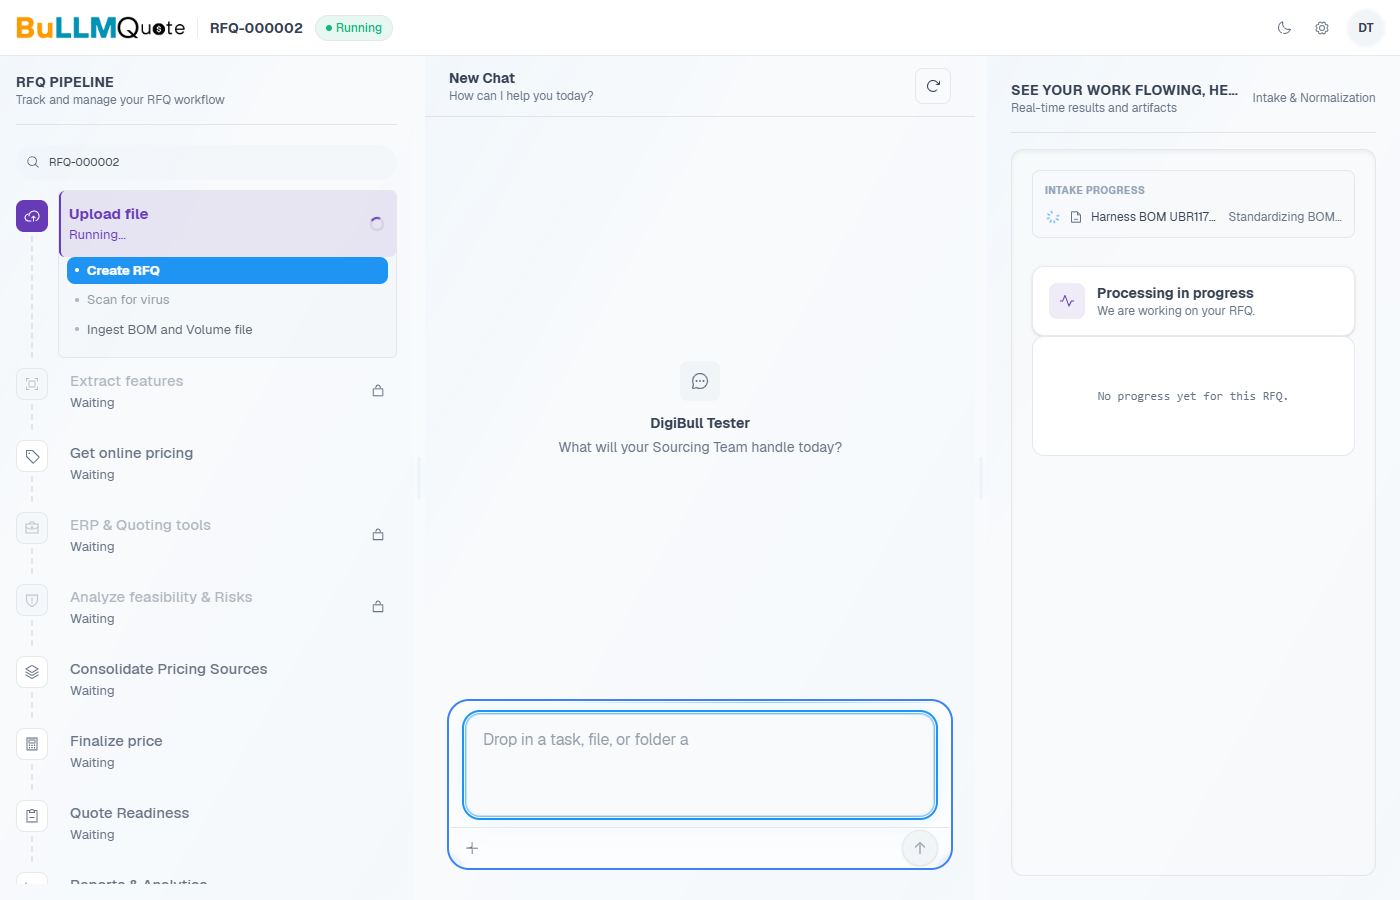 BuLLMQuote
RFQ-000002
Running
DT
RFQ PIPELINE
Track and manage your RFQ workflow
RFQ-000002
Upload file
Running...
Create RFQ
Scan for virus
Ingest BOM and Volume file
Extract features
Waiting
Get online pricing
Waiting
ERP & Quoting tools
Waiting
Analyze feasibility & Risks
Waiting
Consolidate Pricing Sources
Waiting
Finalize price
Waiting
Quote Readiness
Waiting
Reports & Analytics
New Chat
How can I help you today?
DigiBull Tester
What will your Sourcing Team handle today?
Drop in a task, file, or folder a
SEE YOUR WORK FLOWING, HE...
Real-time results and artifacts
Intake & Normalization
INTAKE PROGRESS
Harness BOM UBR117... Standardizing BOM...
Processing in progress
We are working on your RFQ.
No progress yet for this RFQ.